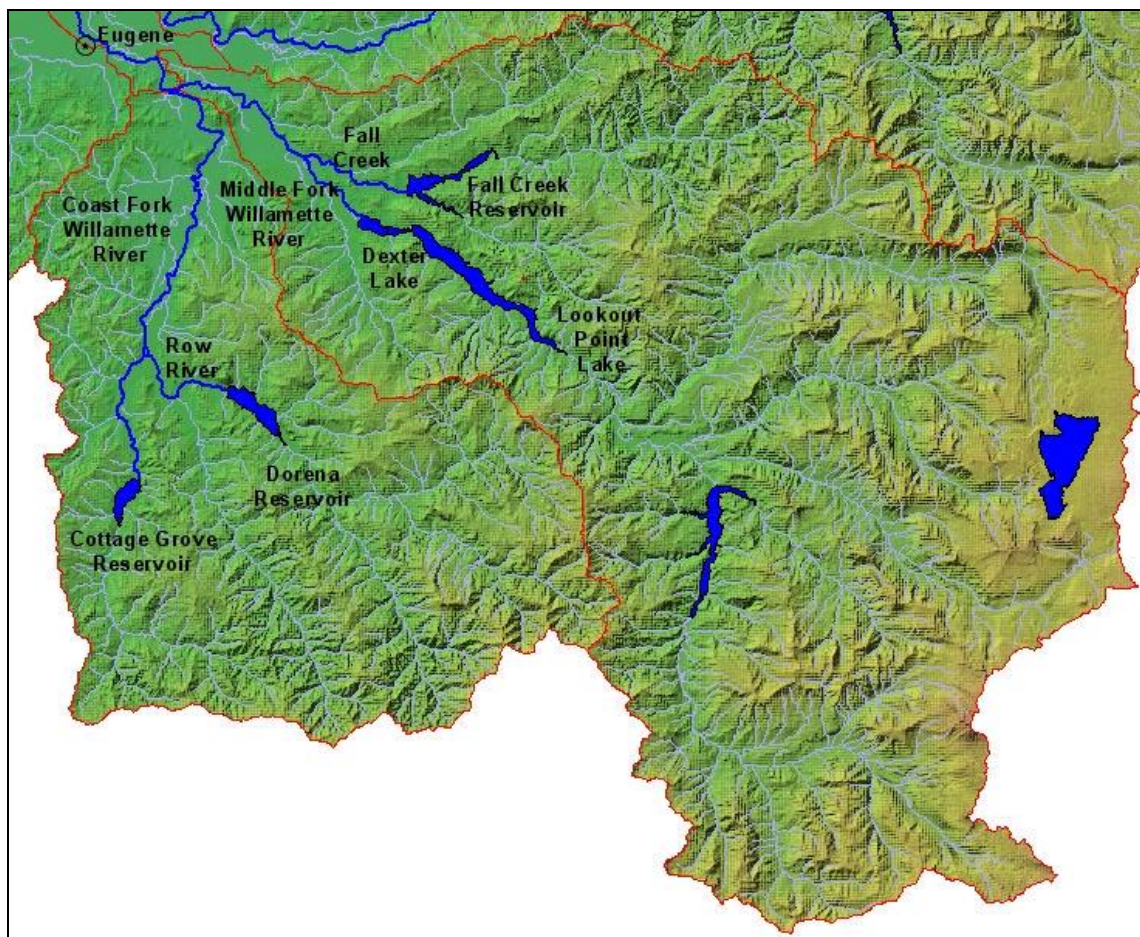 Eugene
Fall
Creek
Fall Creek
Reservoir
Middle Fork
Willamette
River
Coast Fork
Willamette
River
Dexter
Lake
Lookout
Point
Lake
Row
River
Dorena
Reservoir
Cottage Grove
Reservoir